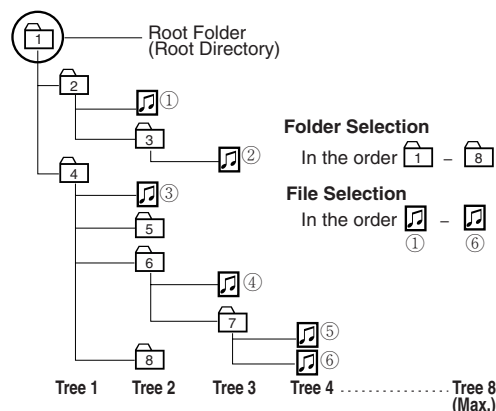 1
Root Folder
(Root Directory)
2
①
3
②
4
③
5
6
④
7
⑤
⑥
8
Folder Selection
In the order 1 – 8
File Selection
In the order –
① ⑥
Tree 1 Tree 2 Tree 3 Tree 4 .............. Tree 8
(Max.)